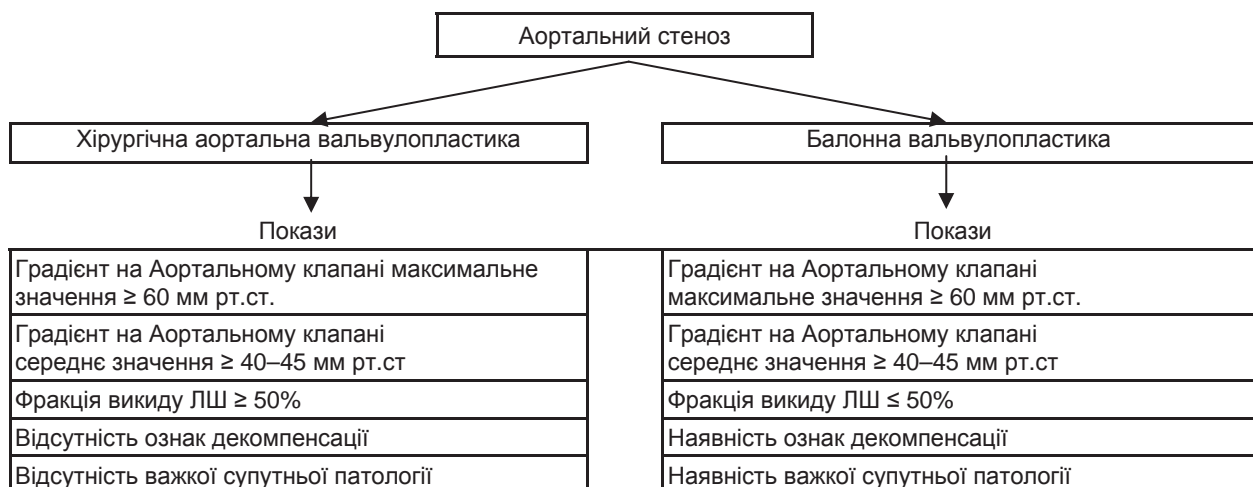 Аортальний стеноз
Хірургічна аортальна вальвулопластика
Балонна вальвулопластика
Покази
Покази
Градієнт на Аортальному клапані максимальне
значення ≥ 60 мм рт.ст.
Градієнт на Аортальному клапані
середнє значення ≥ 40–45 мм рт.ст
Фракція викиду ЛШ ≥ 50%
Відсутність ознак декомпенсації
Відсутність важкої супутньої патології
Градієнт на Аортальному клапані
максимальне значення ≥ 60 мм рт.ст.
Градієнт на Аортальному клапані
середнє значення ≥ 40–45 мм рт.ст
Фракція викиду ЛШ ≤ 50%
Наявність ознак декомпенсації
Наявність важкої супутньої патології